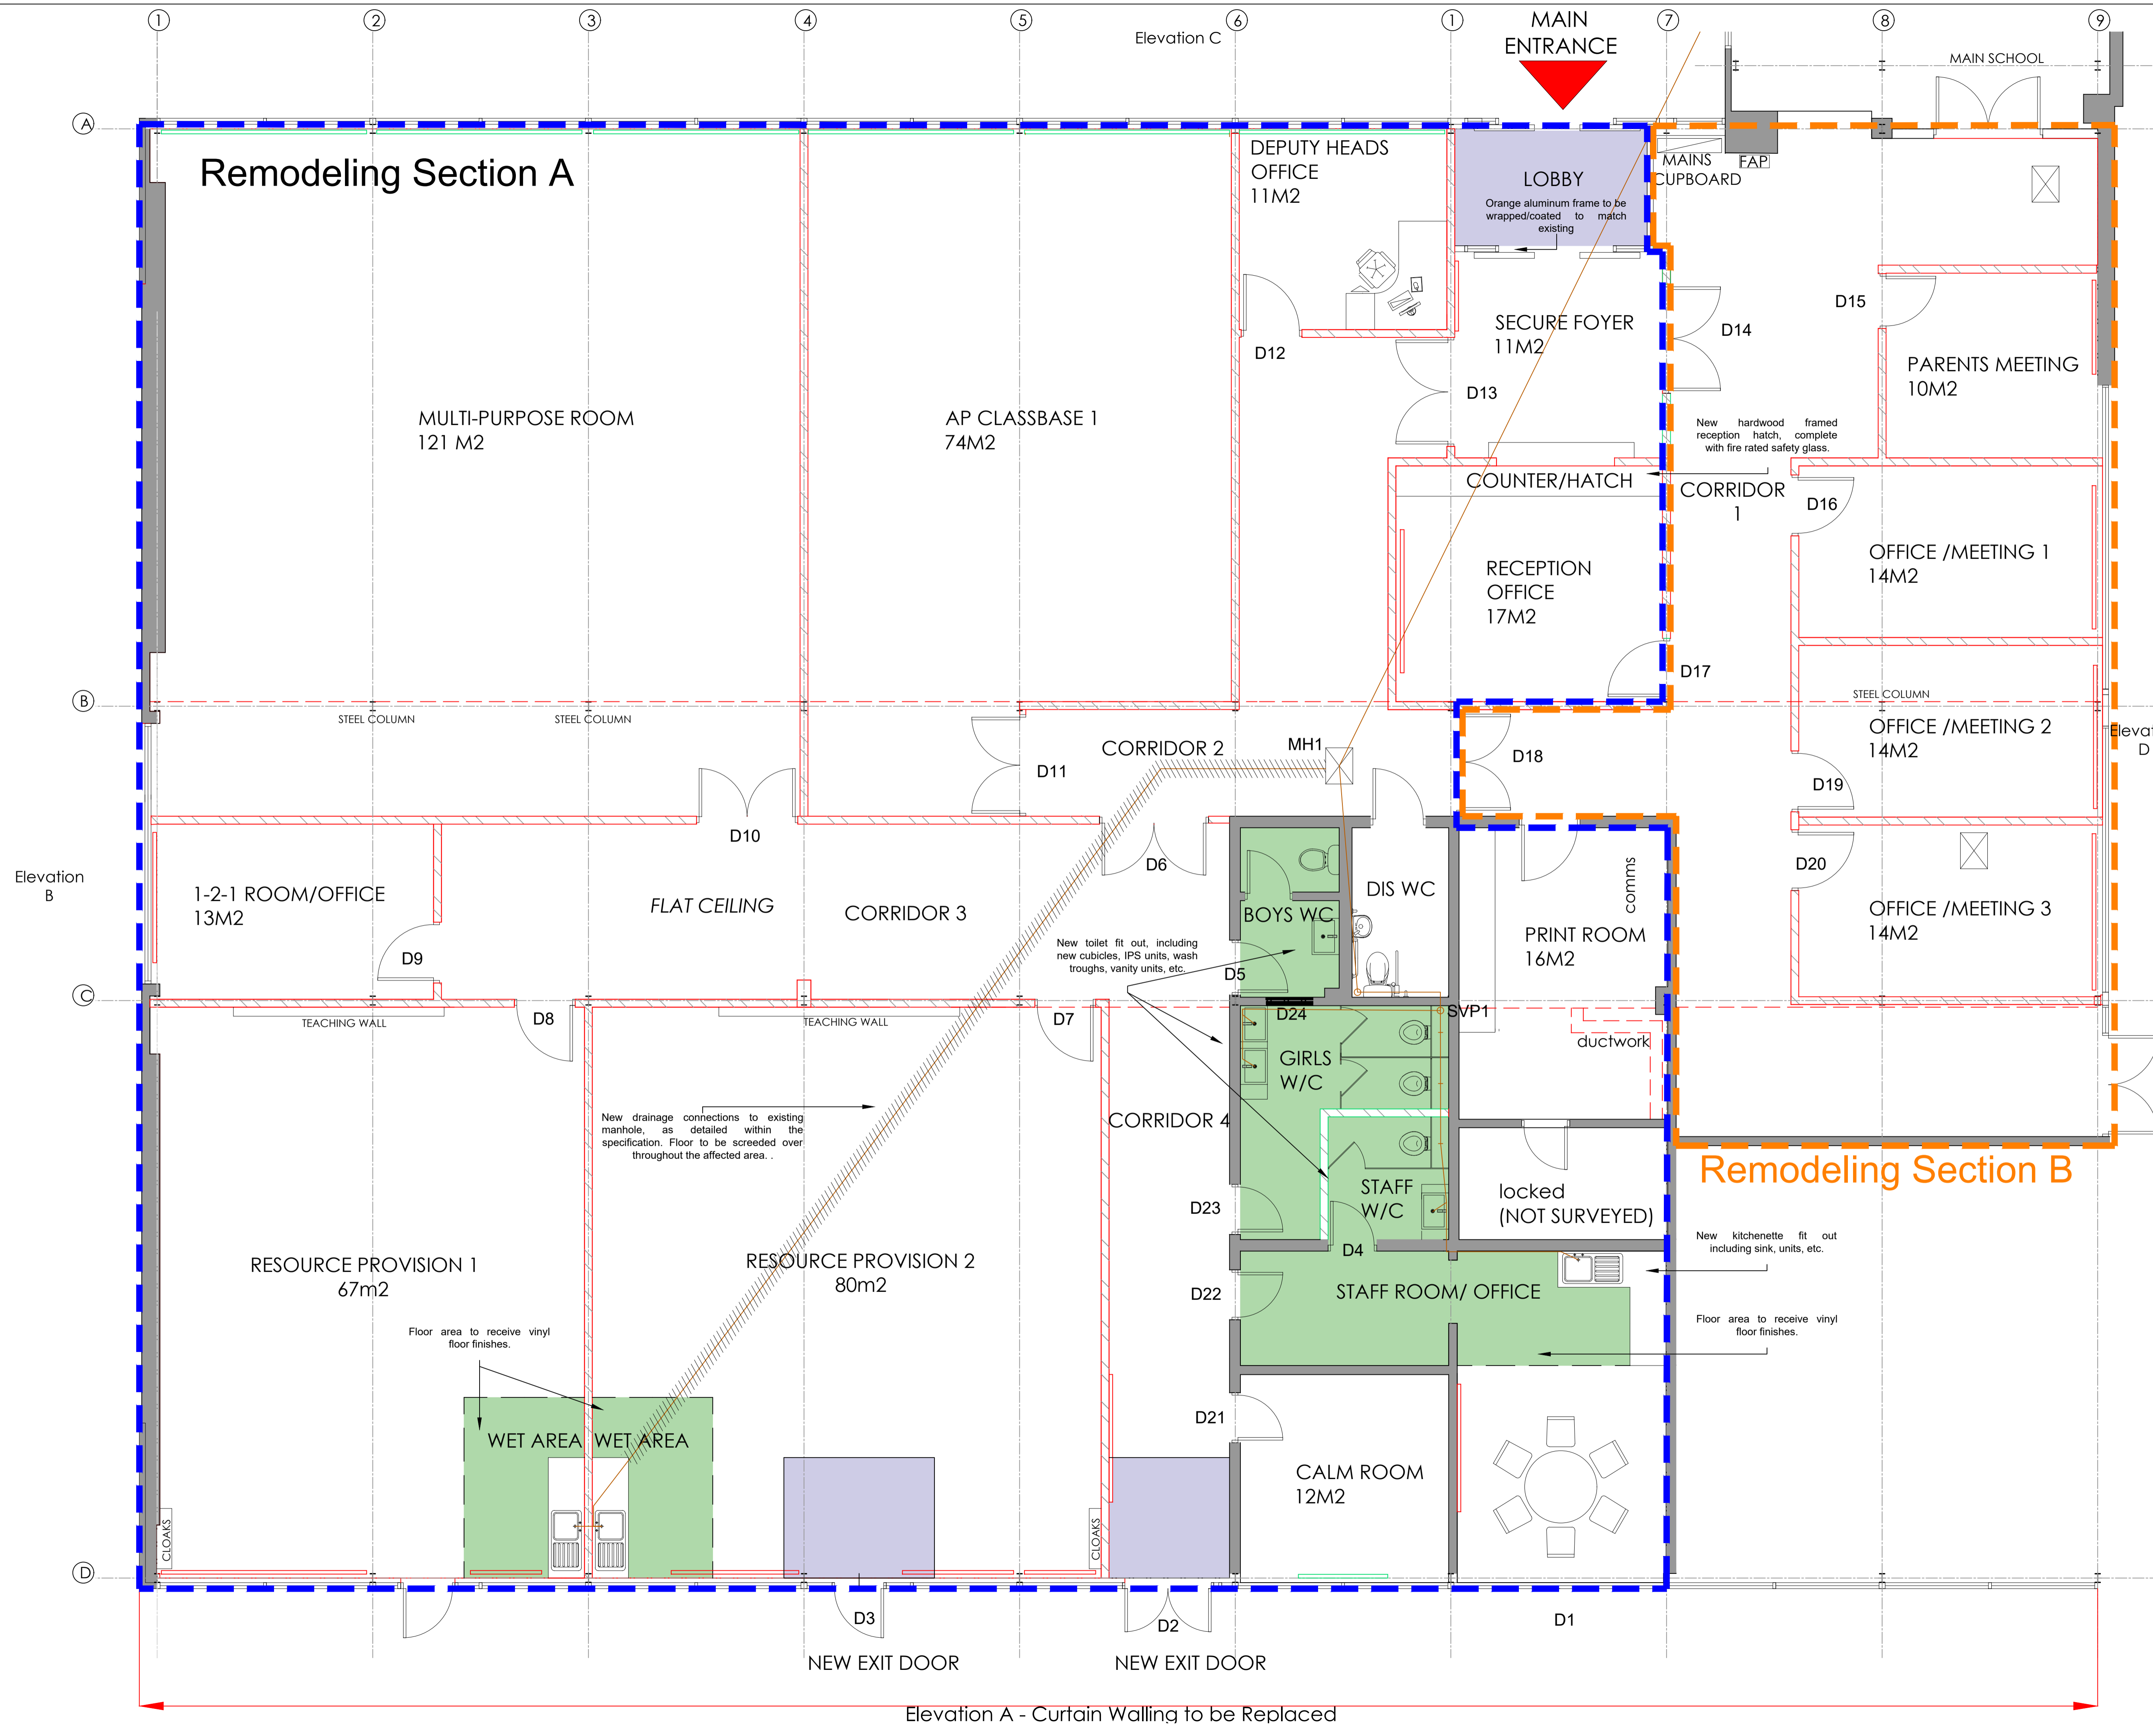 1
2
3
4
5
6
1
7
8
9
Elevation C
MAIN
ENTRANCE
MAIN SCHOOL
A
Remodeling Section A
DEPUTY HEADS
OFFICE
11M2
LOBBY
Orange aluminum frame to be
wrapped/coated to match
existing
MAINS
CUPBOARD
FAP
D15
SECURE FOYER
11M2
D14
D12
D13
PARENTS MEETING
10M2
MULTI-PURPOSE ROOM
121 M2
AP CLASSBASE 1
74M2
New hardwood framed
reception hatch, complete
with fire rated safety glass.
COUNTER/HATCH
CORRIDOR
1
D16
OFFICE /MEETING 1
14M2
RECEPTION
OFFICE
17M2
D17
B
STEEL COLUMN
STEEL COLUMN
STEEL COLUMN
OFFICE /MEETING 2
14M2
D
CORRIDOR 2
MH1
D11
D18
D19
D10
D6
D20
Elevation
B
1-2-1 ROOM/OFFICE
13M2
FLAT CEILING
CORRIDOR 3
BOYS WC
DIS WC
comms
PRINT ROOM
16M2
OFFICE /MEETING 3
14M2
New toilet fit out, including
new cubicles, IPS units, wash
troughs, vanity units, etc.
D9
D5
C
D8
TEACHING WALL
TEACHING WALL
D7
D24
SVP1
GIRLS
W/C
ductwork
New drainage connections to existing
manhole, as detailed within the
specification. Floor to be screeded over
throughout the affected area. .
CORRIDOR 4
Remodeling Section B
STAFF
W/C
locked
(NOT SURVEYED)
D23
D4
New kitchenette fit out
including sink, units, etc.
RESOURCE PROVISION 1
67m2
RESOURCE PROVISION 2
80m2
D22
STAFF ROOM/ OFFICE
Floor area to receive vinyl
floor finishes.
Floor area to receive vinyl
floor finishes.
D21
WET AREA
WET AREA
CALM ROOM
12M2
CLOAKS
CLOAKS
D
D3
D2
D1
NEW EXIT DOOR
NEW EXIT DOOR
Elevation A - Curtain Walling to be Replaced